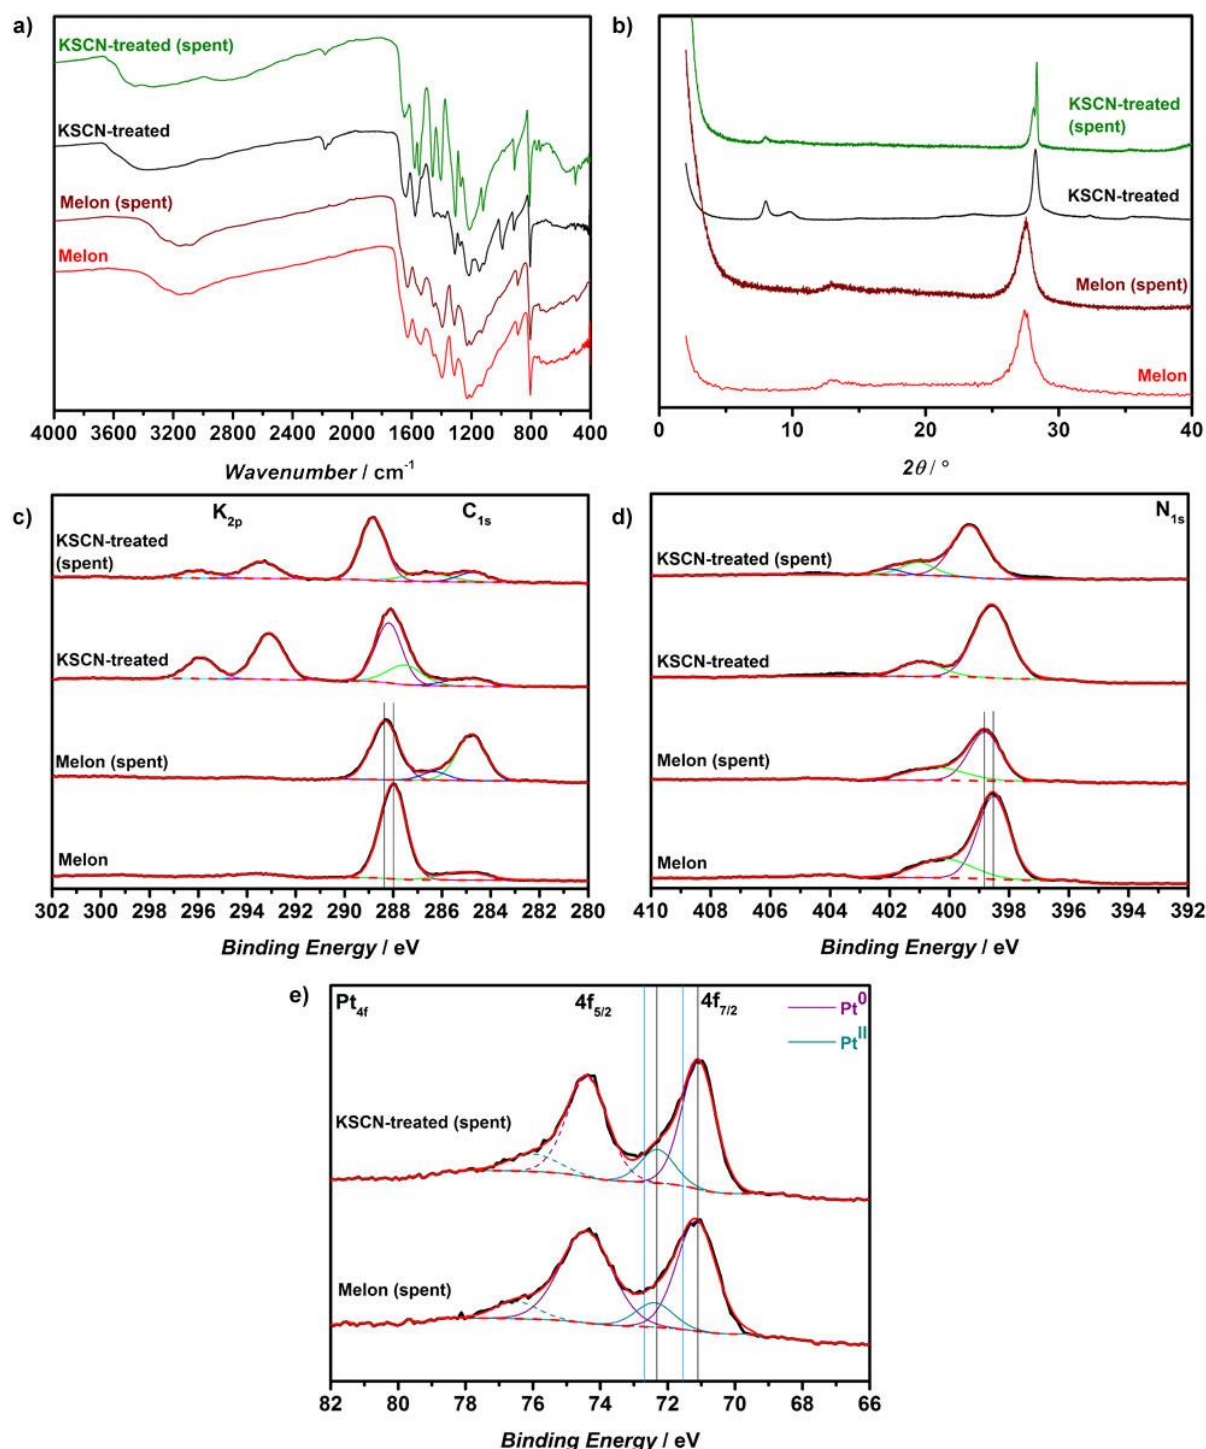 a)
KSCN-treated (spent)
KSCN-treated
Melon (spent)
Melon
4000 3600 3200 2800 2400 2000 1600 1200 800 400
Wavenumber / cm-1
b)
KSCN-treated
(spent)
KSCN-treated
Melon (spent)
Melon
0 10 20 30 40
2θ / °
c)
K2p
C1s
KSCN-treated
(spent)
KSCN-treated
Melon (spent)
Melon
302 300 298 296 294 292 290 288 286 284 282 280
Binding Energy / eV
d)
N1s
KSCN-treated (spent)
KSCN-treated
Melon (spent)
Melon
410 408 406 404 402 400 398 396 394 392
Binding Energy / eV
e)
Pt4f
4f5/2
4f7/2
Pt0
PtII
KSCN-treated (spent)
Melon (spent)
82 80 78 76 74 72 70 68 66
Binding Energy / eV